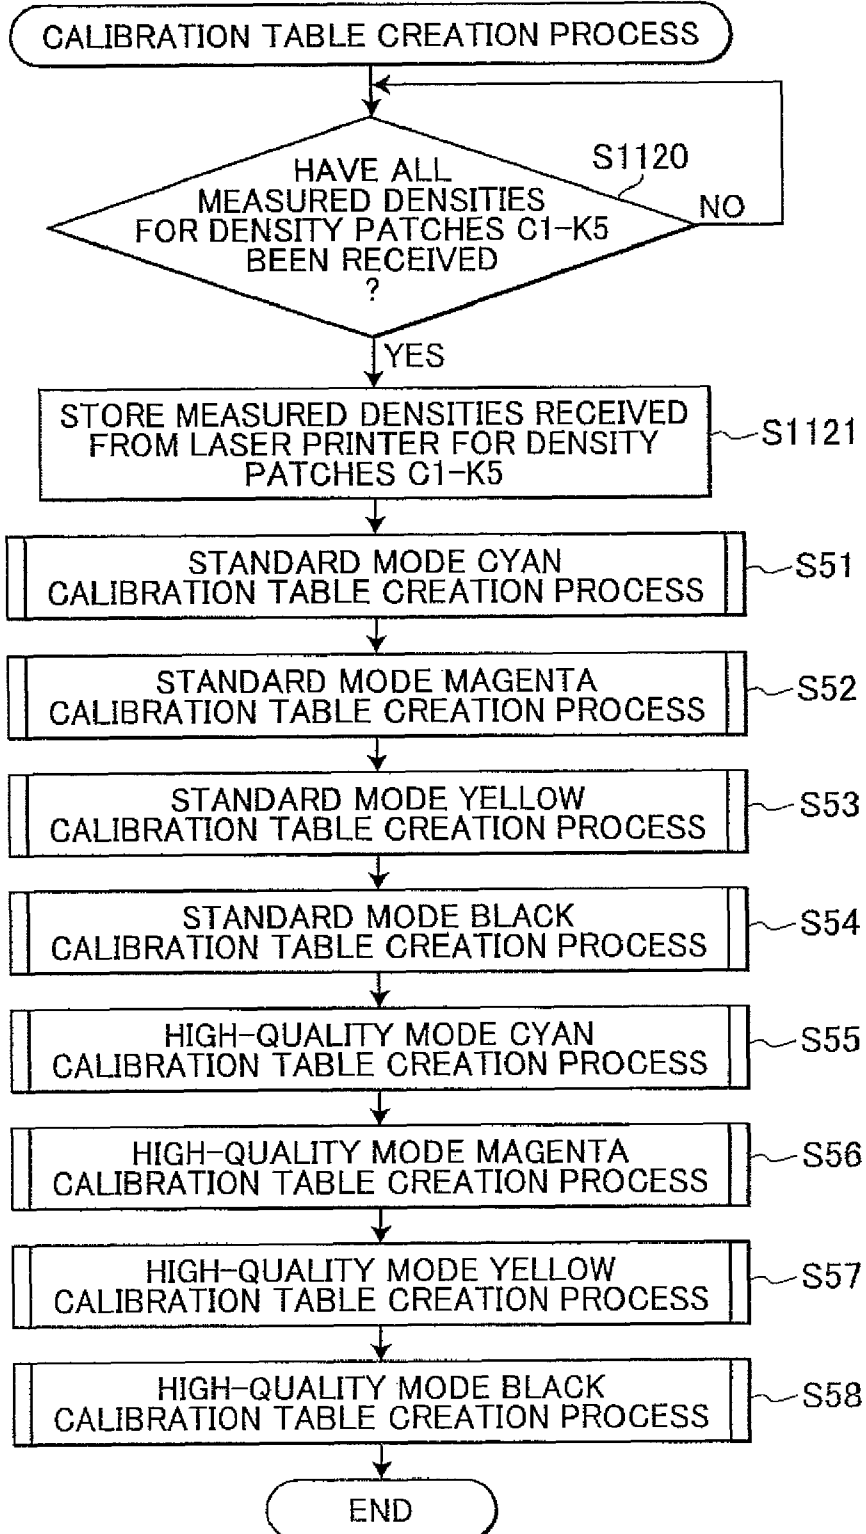 CALIBRATION TABLE CREATION PROCESS
S1120
HAVE ALL
MEASURED DENSITIES
FOR DENSITY PATCHES C1-K5
BEEN RECEIVED
?
NO
YES
STORE MEASURED DENSITIES RECEIVED
FROM LASER PRINTER FOR DENSITY
PATCHES C1-K5
S1121
STANDARD MODE CYAN
CALIBRATION TABLE CREATION PROCESS
S51
STANDARD MODE MAGENTA
CALIBRATION TABLE CREATION PROCESS
S52
STANDARD MODE YELLOW
CALIBRATION TABLE CREATION PROCESS
S53
STANDARD MODE BLACK
CALIBRATION TABLE CREATION PROCESS
S54
HIGH-QUALITY MODE CYAN
CALIBRATION TABLE CREATION PROCESS
S55
HIGH-QUALITY MODE MAGENTA
CALIBRATION TABLE CREATION PROCESS
S56
HIGH-QUALITY MODE YELLOW
CALIBRATION TABLE CREATION PROCESS
S57
HIGH-QUALITY MODE BLACK
CALIBRATION TABLE CREATION PROCESS
S58
END